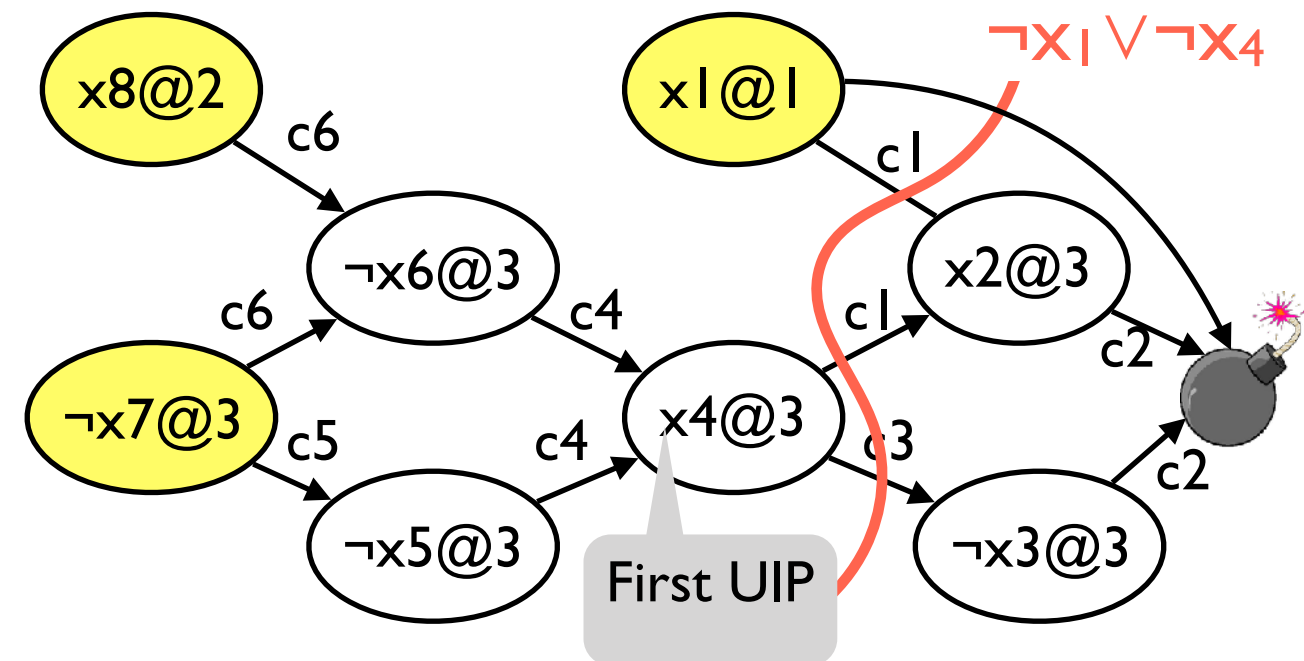 ¬x1 ∨ ¬x4
x8@2
x1@1
c6
c1
¬x6@3
x2@3
c6
c4
c1
c2
¬x7@3
x4@3
c5
c4
c3
c2
¬x5@3
¬x3@3
First UIP